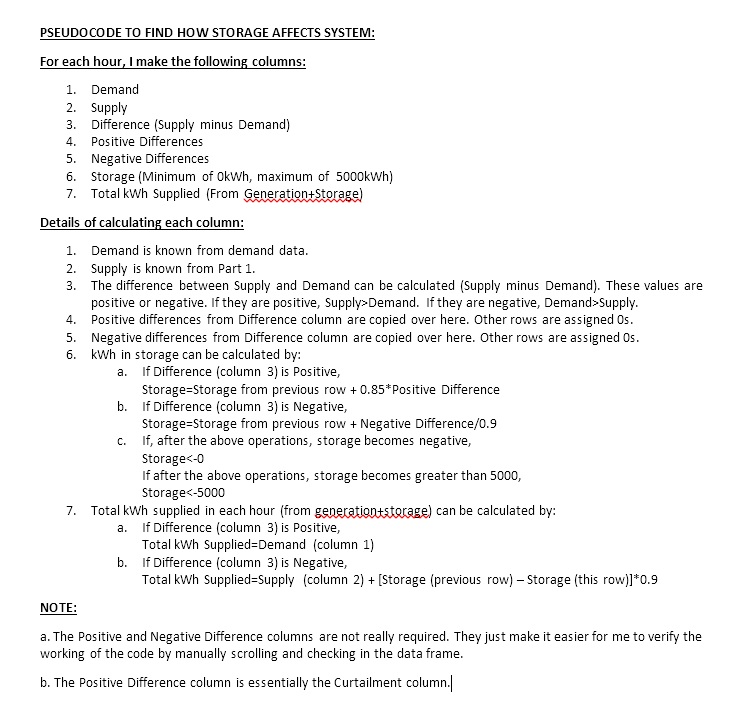 PSEUDOCODE TO FIND HOW STORAGE AFFECTS SYSTEM:
For each hour, I make the following columns:
1. Demand
2. Supply
3. Difference (Supply minus Demand)
4. Positive Differences
5. Negative Differences
6. Storage (Minimum of 0kWh, maximum of 5000kWh)
7. Total kWh Supplied (From Generation+Storage)
Details of calculating each column:
1. Demand is known from demand data.
2. Supply is known from Part 1.
3. The difference between Supply and Demand can be calculated (Supply minus Demand). These values are
positive or negative. If they are positive, Supply>Demand. If they are negative, Demand>Supply.
4. Positive differences from Difference column are copied over here. Other rows are assigned 0s.
5. Negative differences from Difference column are copied over here. Other rows are assigned 0s.
6. kWh in storage can be calculated by:
a. If Difference (column 3) is Positive,
Storage=Storage from previous row + 0.85*Positive Difference
b. If Difference (column 3) is Negative,
Storage=Storage from previous row + Negative Difference/0.9
c. If, after the above operations, storage becomes negative,
Storage<-0
If after the above operations, storage becomes greater than 5000,
Storage<-5000
7. Total kWh supplied in each hour (from generation+storage) can be calculated by:
a. If Difference (column 3) is Positive,
Total kWh Supplied=Demand (column 1)
b. If Difference (column 3) is Negative,
Total kWh Supplied=Supply (column 2) + [Storage (previous row) – Storage (this row)]*0.9
NOTE:
a. The Positive and Negative Difference columns are not really required. They just make it easier for me to verify the
working of the code by manually scrolling and checking in the data frame.
b. The Positive Difference column is essentially the Curtailment column.